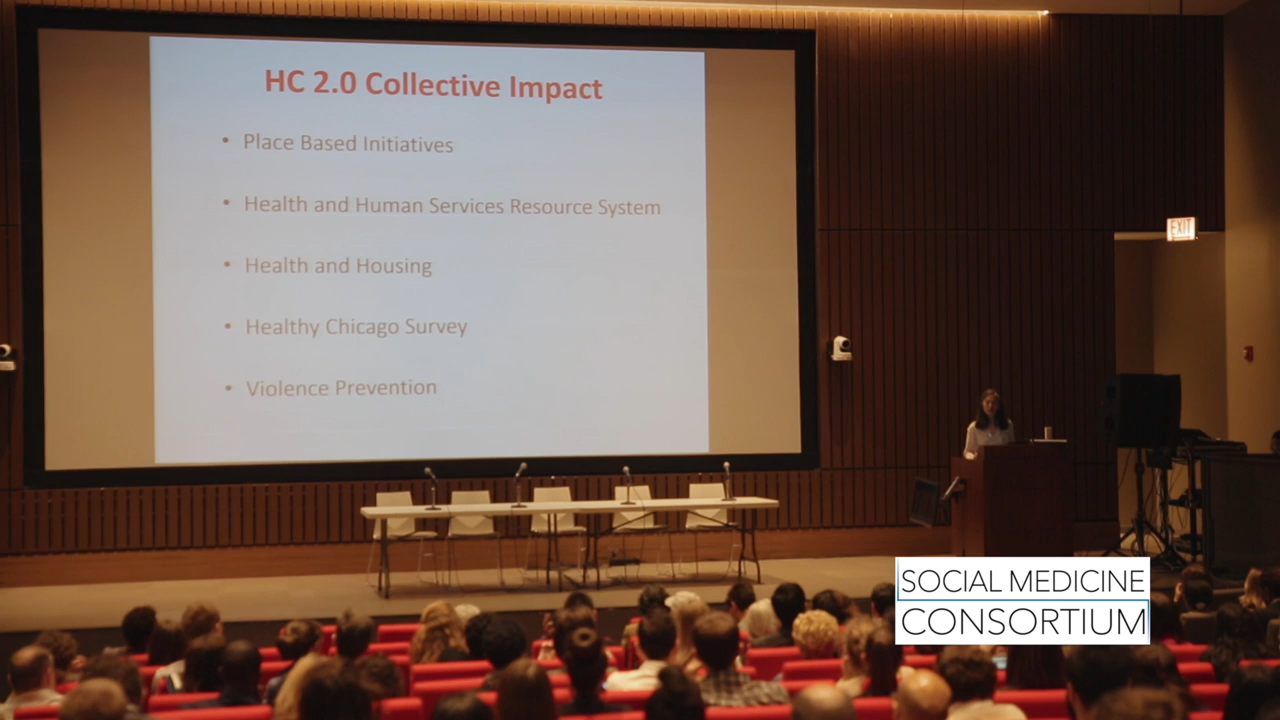 HC 2.0 Collective Impact
• Place Based Initiatives
• Health and Human Services Resource System
• Health and Housing
• Healthy Chicago Survey
• Violence Prevention
EXIT
SOCIAL MEDICINE
CONSORTIUM